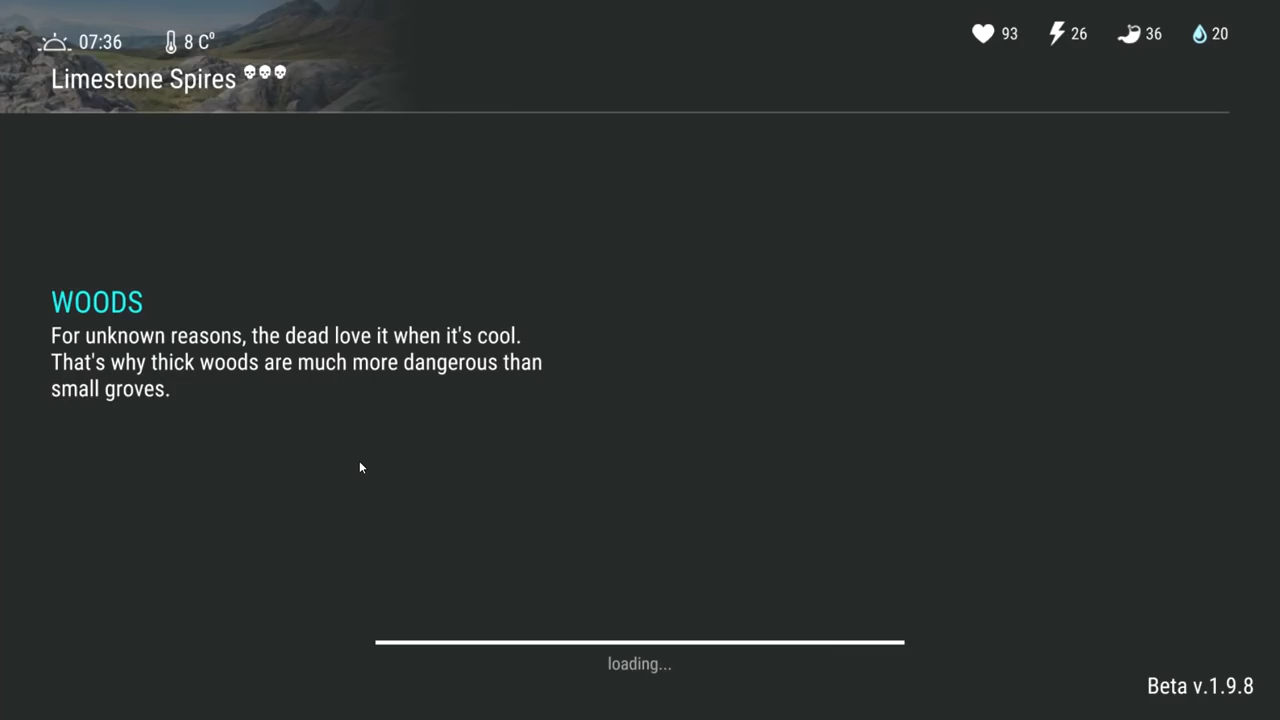 07:36 8 C⁰ 93 26 36 20
Limestone Spires
WOODS
For unknown reasons, the dead love it when it's cool.
That's why thick woods are much more dangerous than
small groves.
loading...
Beta v.1.9.8